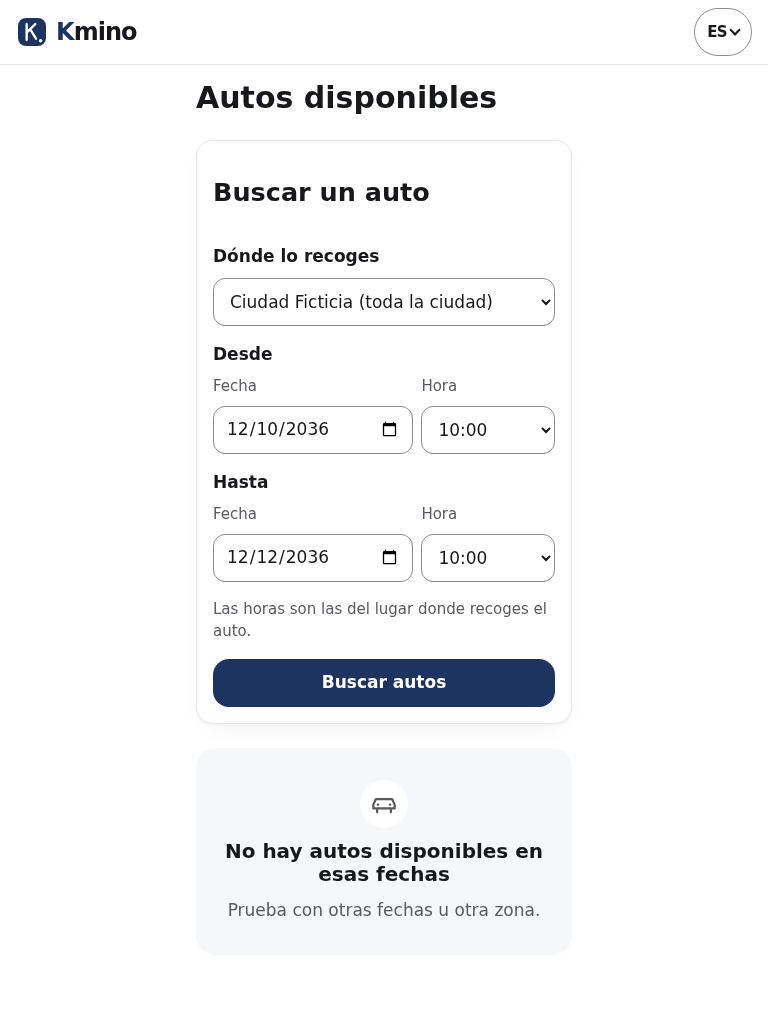 K. Kmino
ES
Autos disponibles
Buscar un auto
Dónde lo recoges
Ciudad Ficticia (toda la ciudad)
Desde
Fecha
Hora
12/10/2036
10:00
Hasta
Fecha
Hora
12/12/2036
10:00
Las horas son las del lugar donde recoges el
auto.
Buscar autos
No hay autos disponibles en
esas fechas
Prueba con otras fechas u otra zona.